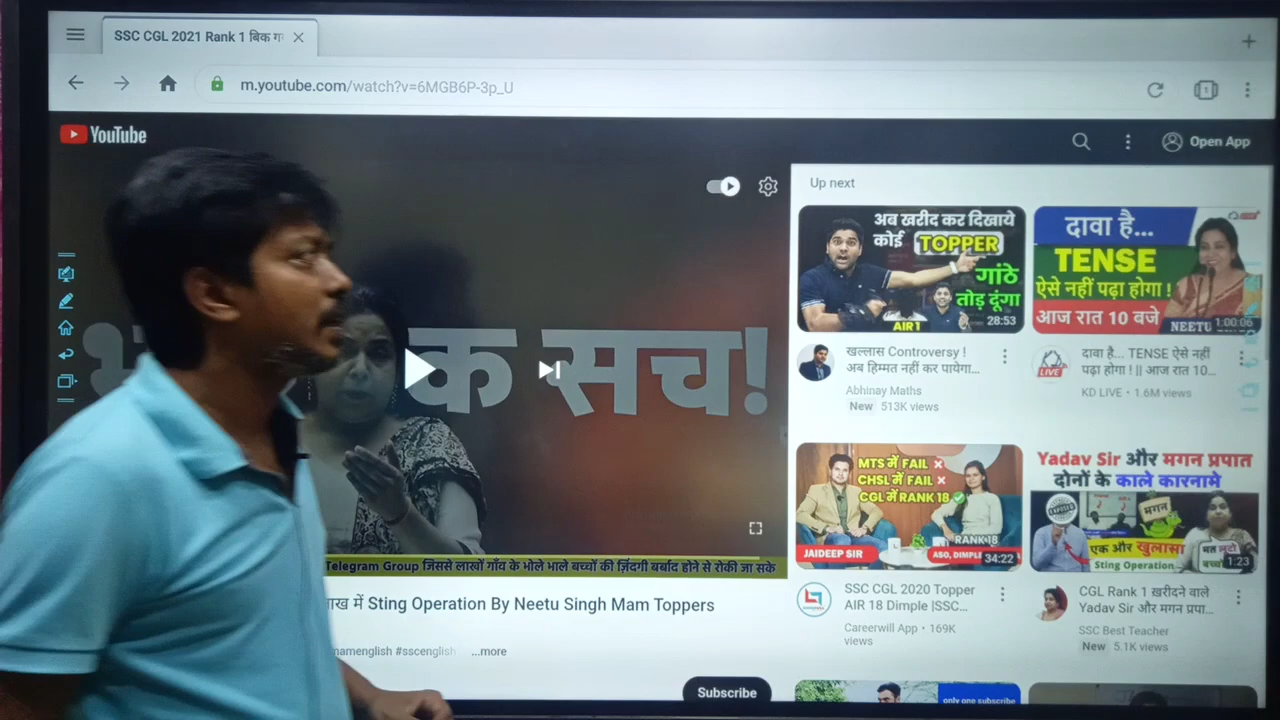 SSC CGL 2021 Rank 1 बिक
m.youtube.com/watch?v=6MGB6P-3p_U
YouTube
Open App
क सच!
Telegram Group जिससे लाखों गाँव के भोले भाले बच्चों की ज़िंदगी बर्बाद होने से रोकी जा सके
में Sting Operation By Neetu Singh Mam Toppers
#sscenglish ...more
Subscribe
Up next
अब खरीद कर दिखाये
कोई TOPPER
गांठे
तोड़ दूंगा
AIR 1
28:53
खल्लास Controversy !
अब हिम्मत नहीं कर पायेगा...
Abhinay Maths
New 513K views
दावा है...
TENSE
ऐसे नहीं पढ़ा होगा !
आज रात 10 बजे
NEETU
1:00:06
LIVE
दावा है... TENSE ऐसे नहीं
पढ़ा होगा ! || आज रात 10...
KD LIVE • 1.6M views
MTS में FAIL
CHSL में FAIL
CGL में RANK 18
JAIDEEP SIR
RANK 18
ASO, DIMPLE
34:22
SSC CGL 2020 Topper
AIR 18 Dimple |SSC...
Careerwill App • 169K
views
Yadav Sir और मगन प्रपात
दोनों के काले कारनामे
मगन
एक और खुलासा
Sting Operation
मत लूटो
1:23
CGL Rank 1 ख़रीदने वाले
Yadav Sir और मगन प्रपा...
SSC Best Teacher
New 5.1K views
only one subscribe